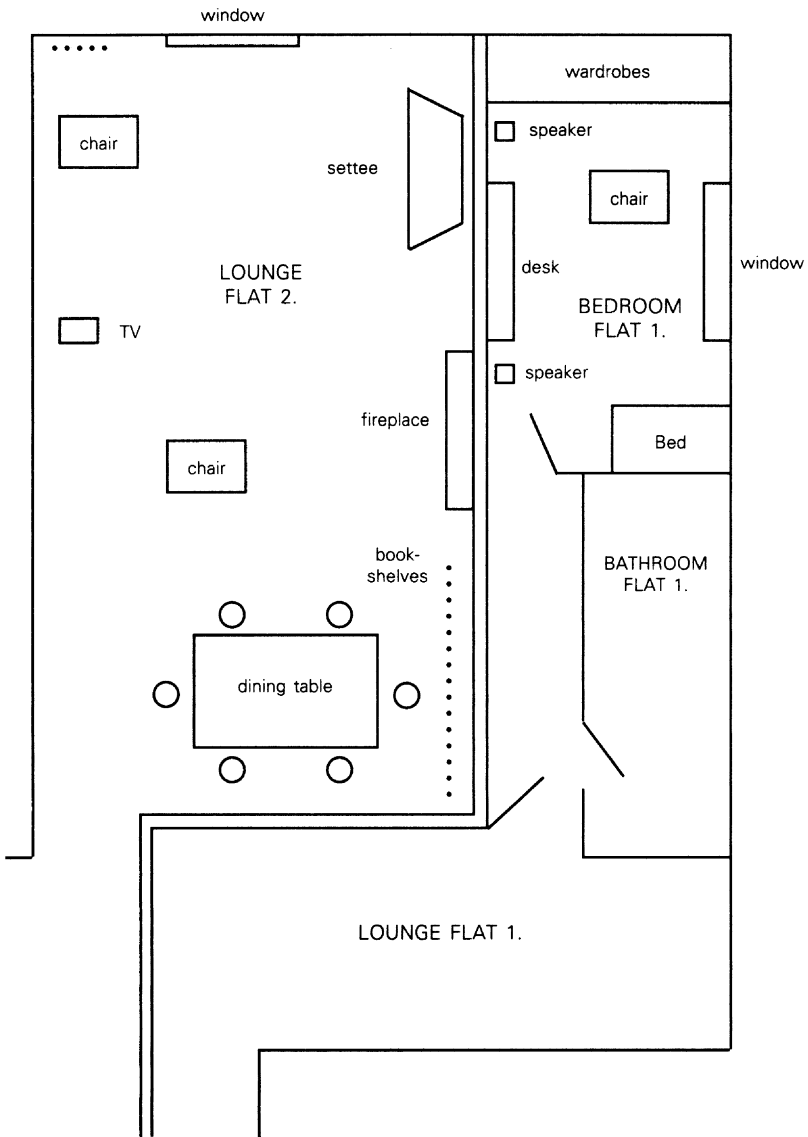 window
wardrobes
speaker
chair
settee
chair
desk
window
LOUNGE
FLAT 2.
BEDROOM
FLAT 1.
TV
speaker
fireplace
Bed
chair
book-
shelves
BATHROOM
FLAT 1.
dining table
LOUNGE FLAT 1.